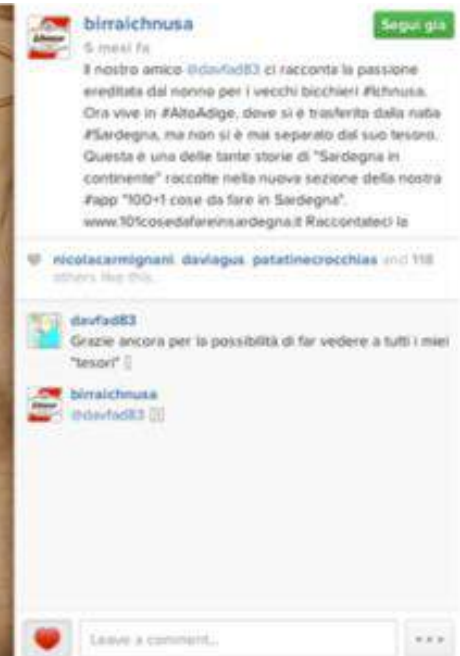 birraichnusa
Segui già
5 mesi fa
Il nostro amico @davfad83 ci racconta la passione
ereditata dal nonno per i vecchi bicchieri #Ichnusa.
Ora vive in #AltoAdige, dove si è trasferito dalla natia
#Sardegna, ma non si è mai separato dal suo tesoro.
Questa è una delle tante storie di "Sardegna in
continente" raccolte nella nuova sezione della nostra
#app "100+1 cose da fare in Sardegna".
www.101cosedafareinsardegna.it Raccontateci la
nicolacarmignani daviagus patatinecrocchias and 118
others like this.
davfad83
Grazie ancora per la possibilità di far vedere a tutti i miei
"tesori"
birraichnusa
@davfad83
Leave a comment...